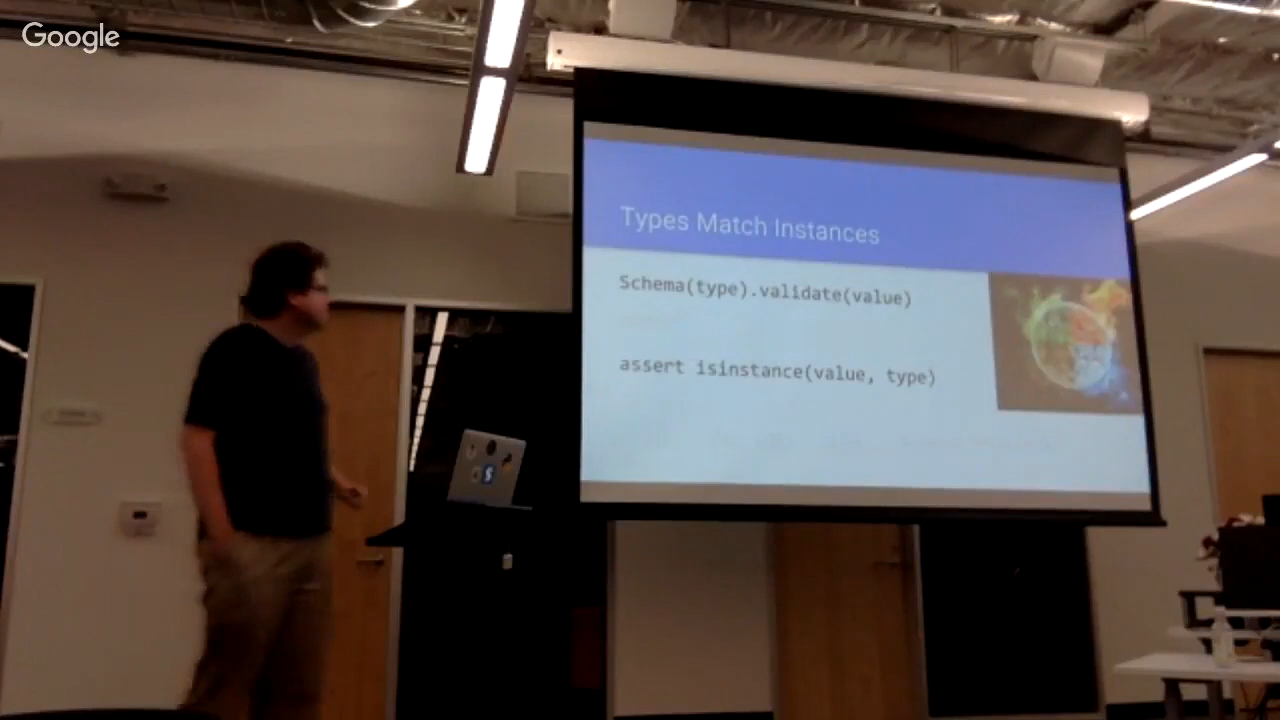 Google
Types Match Instances
Schema(type).validate(value)
assert isinstance(value, type)